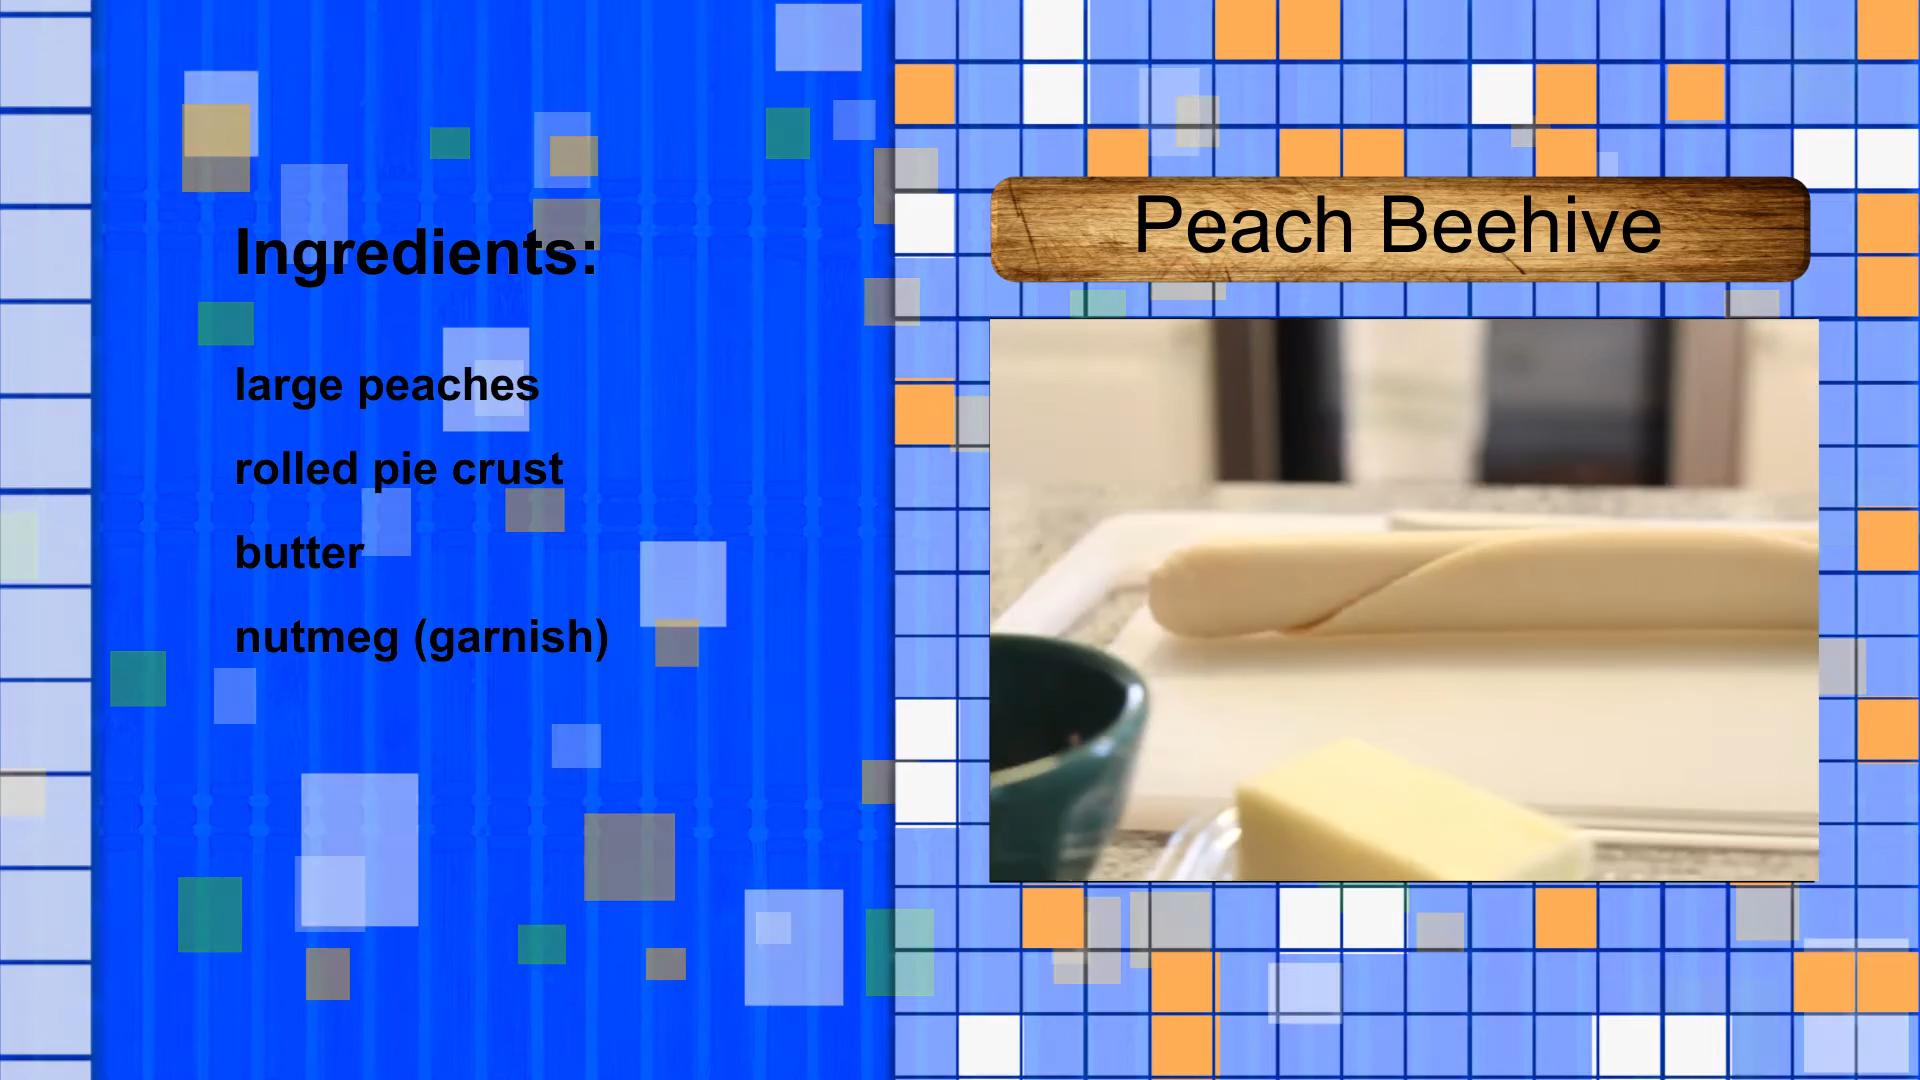 Peach Beehive
Ingredients:
large peaches
rolled pie crust
butter
nutmeg (garnish)